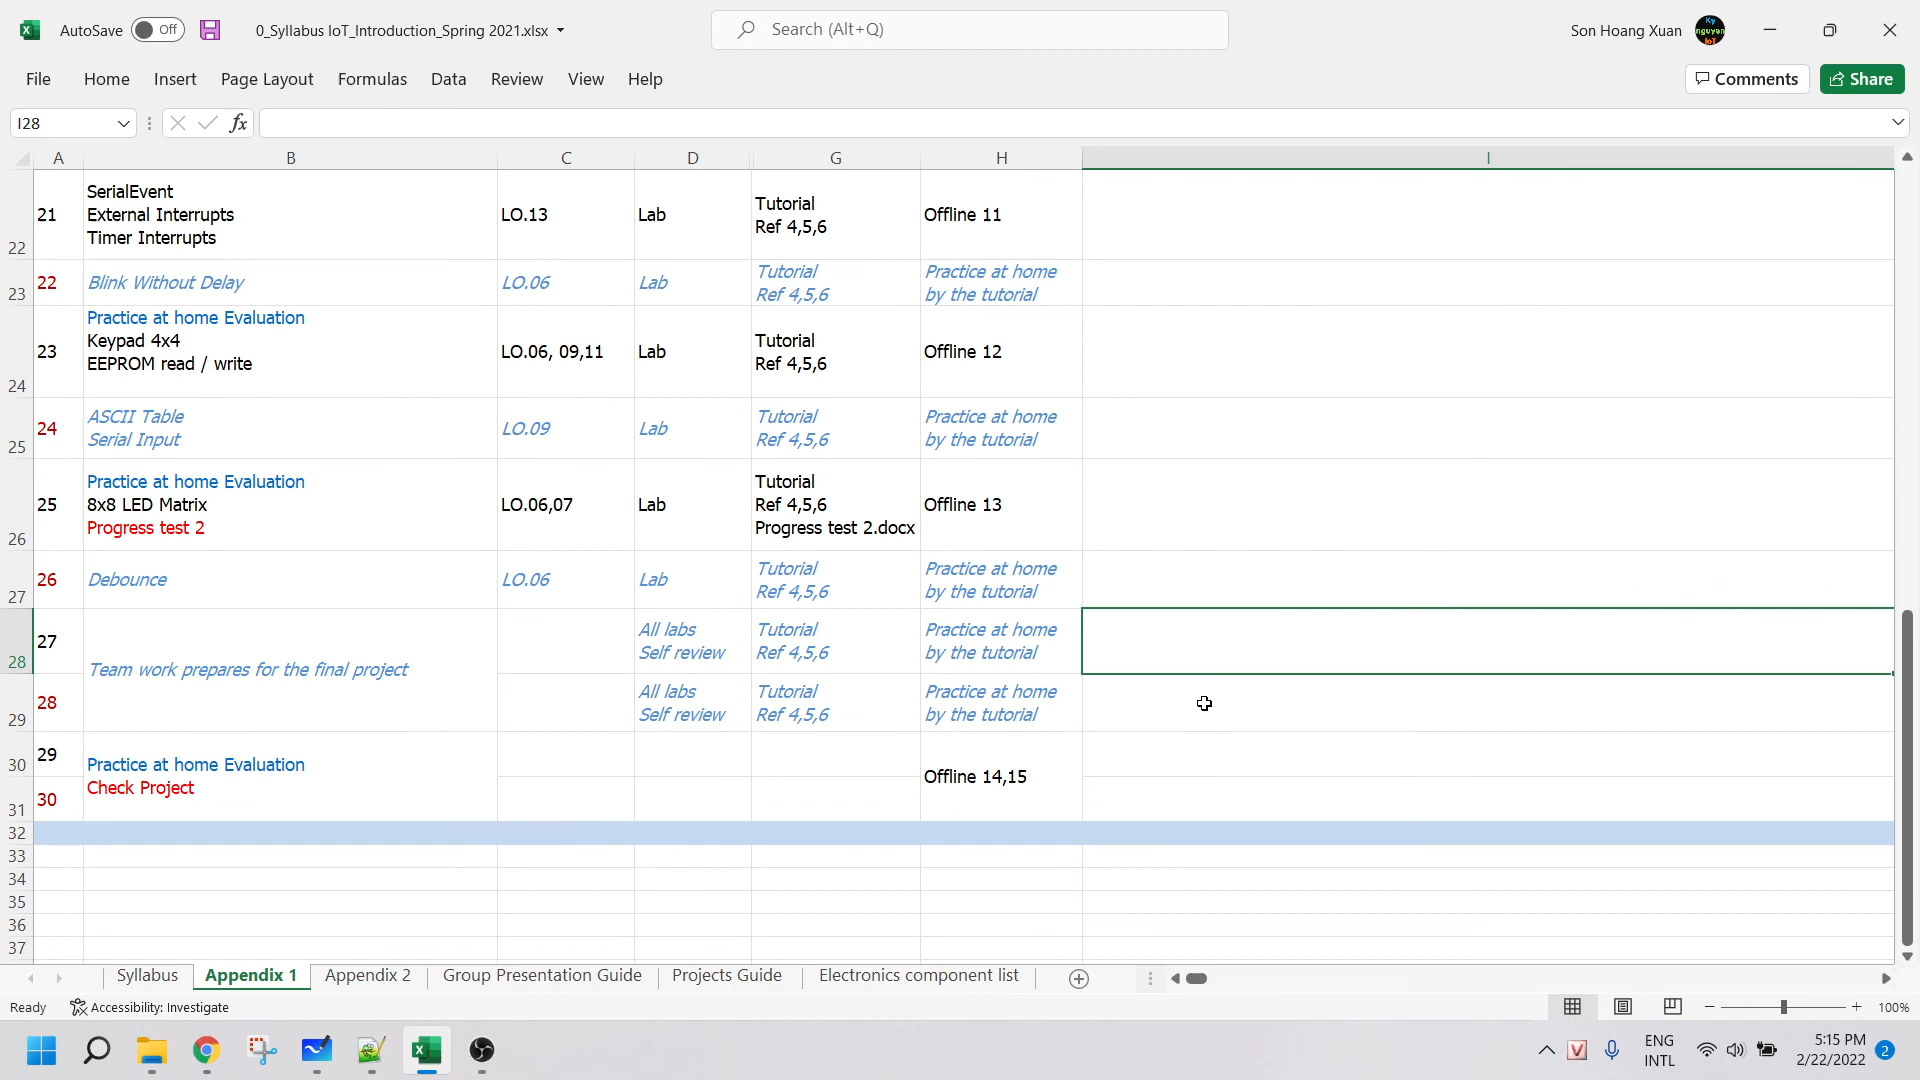 AutoSave Off 0_Syllabus IoT_Introduction_Spring 2021.xlsx Search (Alt+Q) Son Hoang Xuan Ky nguyen IoT
File Home Insert Page Layout Formulas Data Review View Help Comments Share
I28 fx
A B C D G H I
22 21 SerialEvent
External Interrupts
Timer Interrupts
LO.13 Lab Tutorial
Ref 4,5,6
Offline 11
23 22 Blink Without Delay LO.06 Lab Tutorial
Ref 4,5,6
Practice at home
by the tutorial
24 23 Practice at home Evaluation
Keypad 4x4
EEPROM read / write
LO.06, 09,11 Lab Tutorial
Ref 4,5,6
Offline 12
25 24 ASCII Table
Serial Input
LO.09 Lab Tutorial
Ref 4,5,6
Practice at home
by the tutorial
26 25 Practice at home Evaluation
8x8 LED Matrix
Progress test 2
LO.06,07 Lab Tutorial
Ref 4,5,6
Progress test 2.docx
Offline 13
27 26 Debounce LO.06 Lab Tutorial
Ref 4,5,6
Practice at home
by the tutorial
28 27 Team work prepares for the final project All labs
Self review
Tutorial
Ref 4,5,6
Practice at home
by the tutorial
29 28 All labs
Self review
Tutorial
Ref 4,5,6
Practice at home
by the tutorial
30 29 Practice at home Evaluation
Check Project
Offline 14,15
31 30
32
33
34
35
36
37
Syllabus Appendix 1 Appendix 2 Group Presentation Guide Projects Guide Electronics component list
Ready Accessibility: Investigate 100%
ENG
INTL
5:15 PM
2/22/2022
2